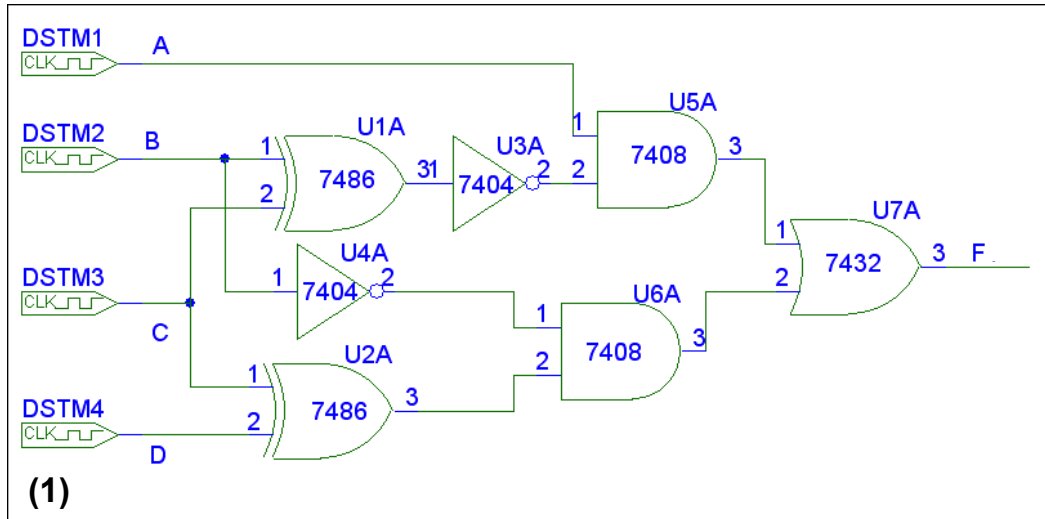 DSTM1
CLK
A
DSTM2
CLK
B
DSTM3
CLK
C
DSTM4
CLK
D
U1A
1
2
7486
31
U3A
7404
2
U5A
1
2
7408
3
U4A
1
7404
2
U2A
1
2
7486
3
U6A
1
2
7408
3
U7A
1
2
7432
3
F
(1)